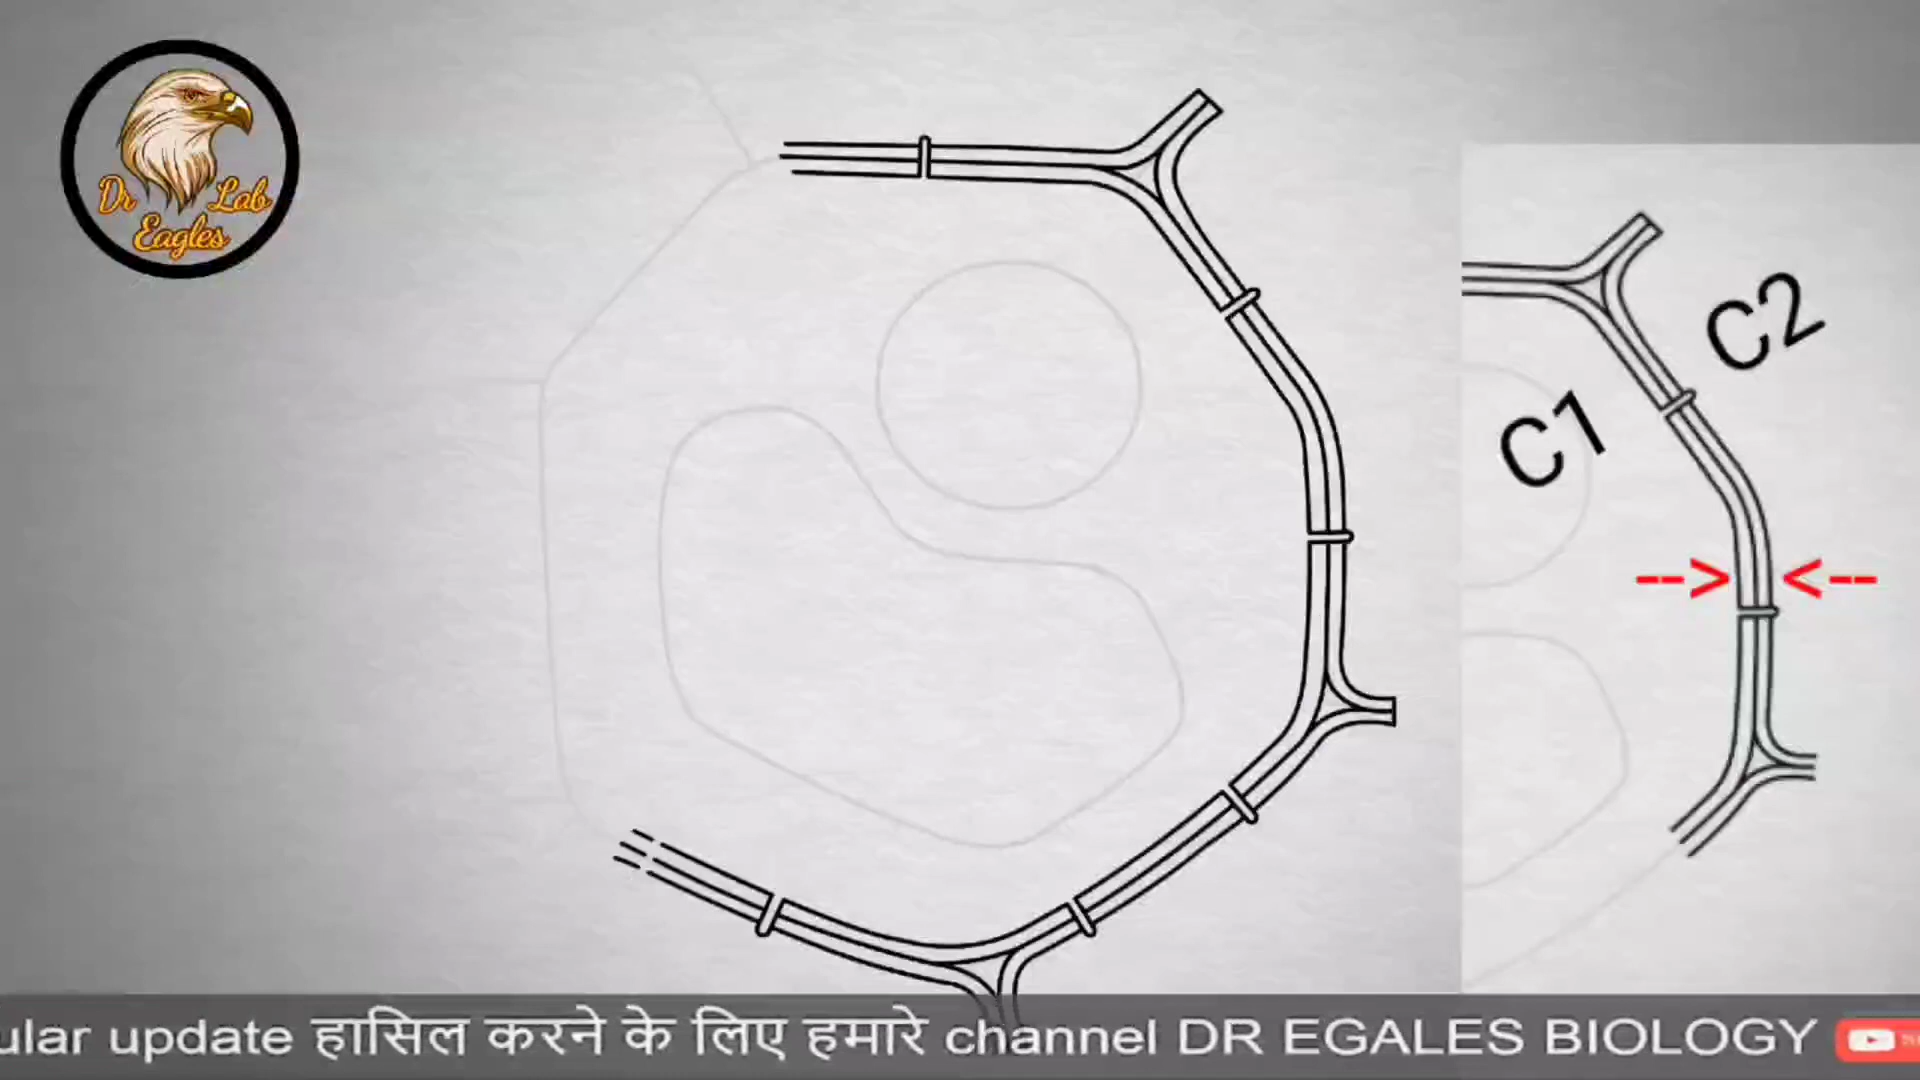 Dr Lab
Eagles
C2
C1
ular update हासिल करने के लिए हमारे channel DR EGALES BIOLOGY